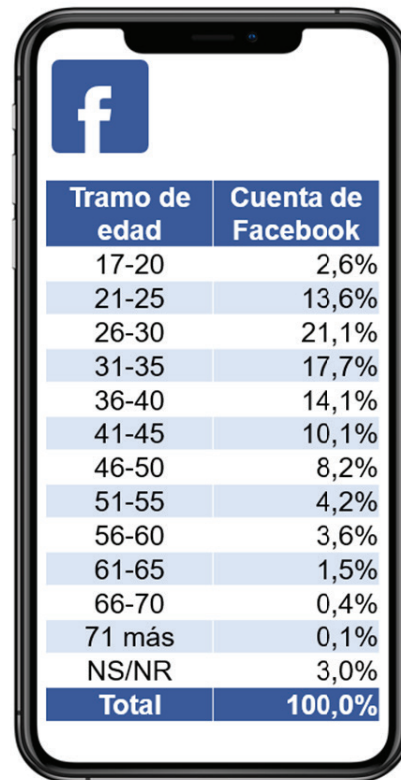 f
Tramo de edad Cuenta de Facebook
17-20 2,6%
21-25 13,6%
26-30 21,1%
31-35 17,7%
36-40 14,1%
41-45 10,1%
46-50 8,2%
51-55 4,2%
56-60 3,6%
61-65 1,5%
66-70 0,4%
71 más 0,1%
NS/NR 3,0%
Total 100,0%